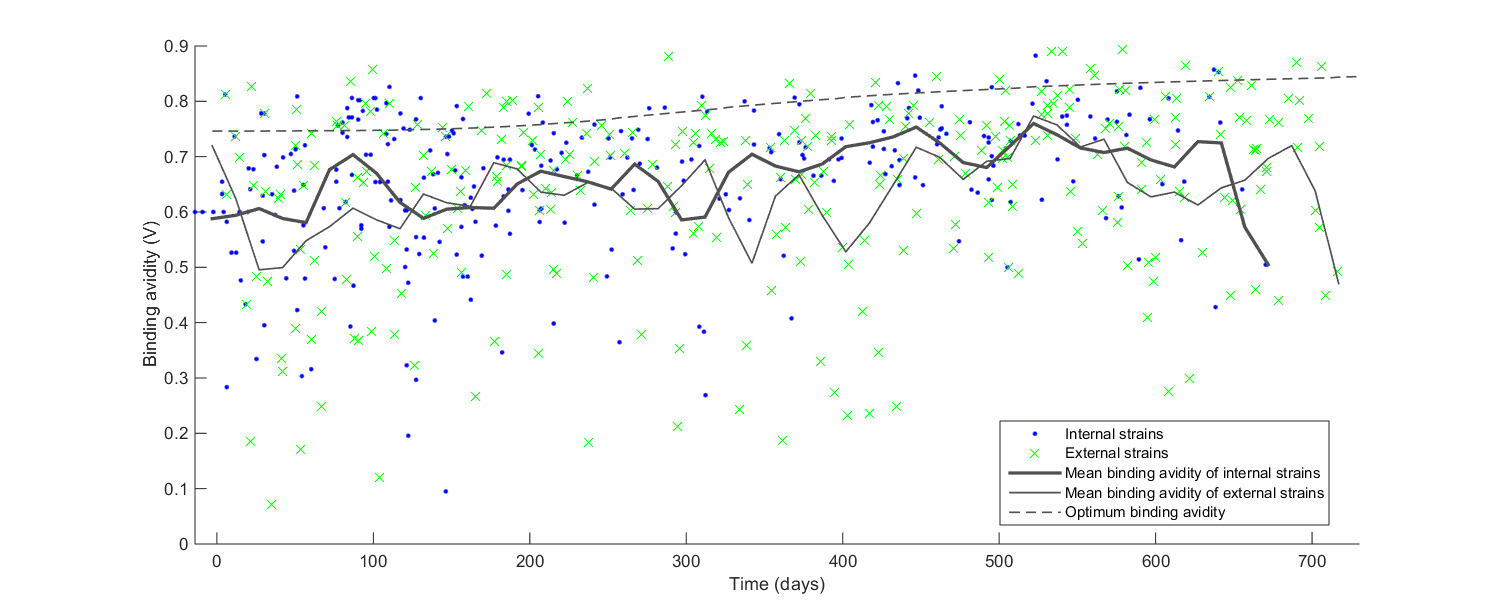 0.9
0.8
0.7
0.6
0.5
0.4
0.3
0.2
0.1
0
Binding avidity (V)
0 100 200 300 400 500 600 700
Time (days)
Internal strains
External strains
Mean binding avidity of internal strains
Mean binding avidity of external strains
Optimum binding avidity